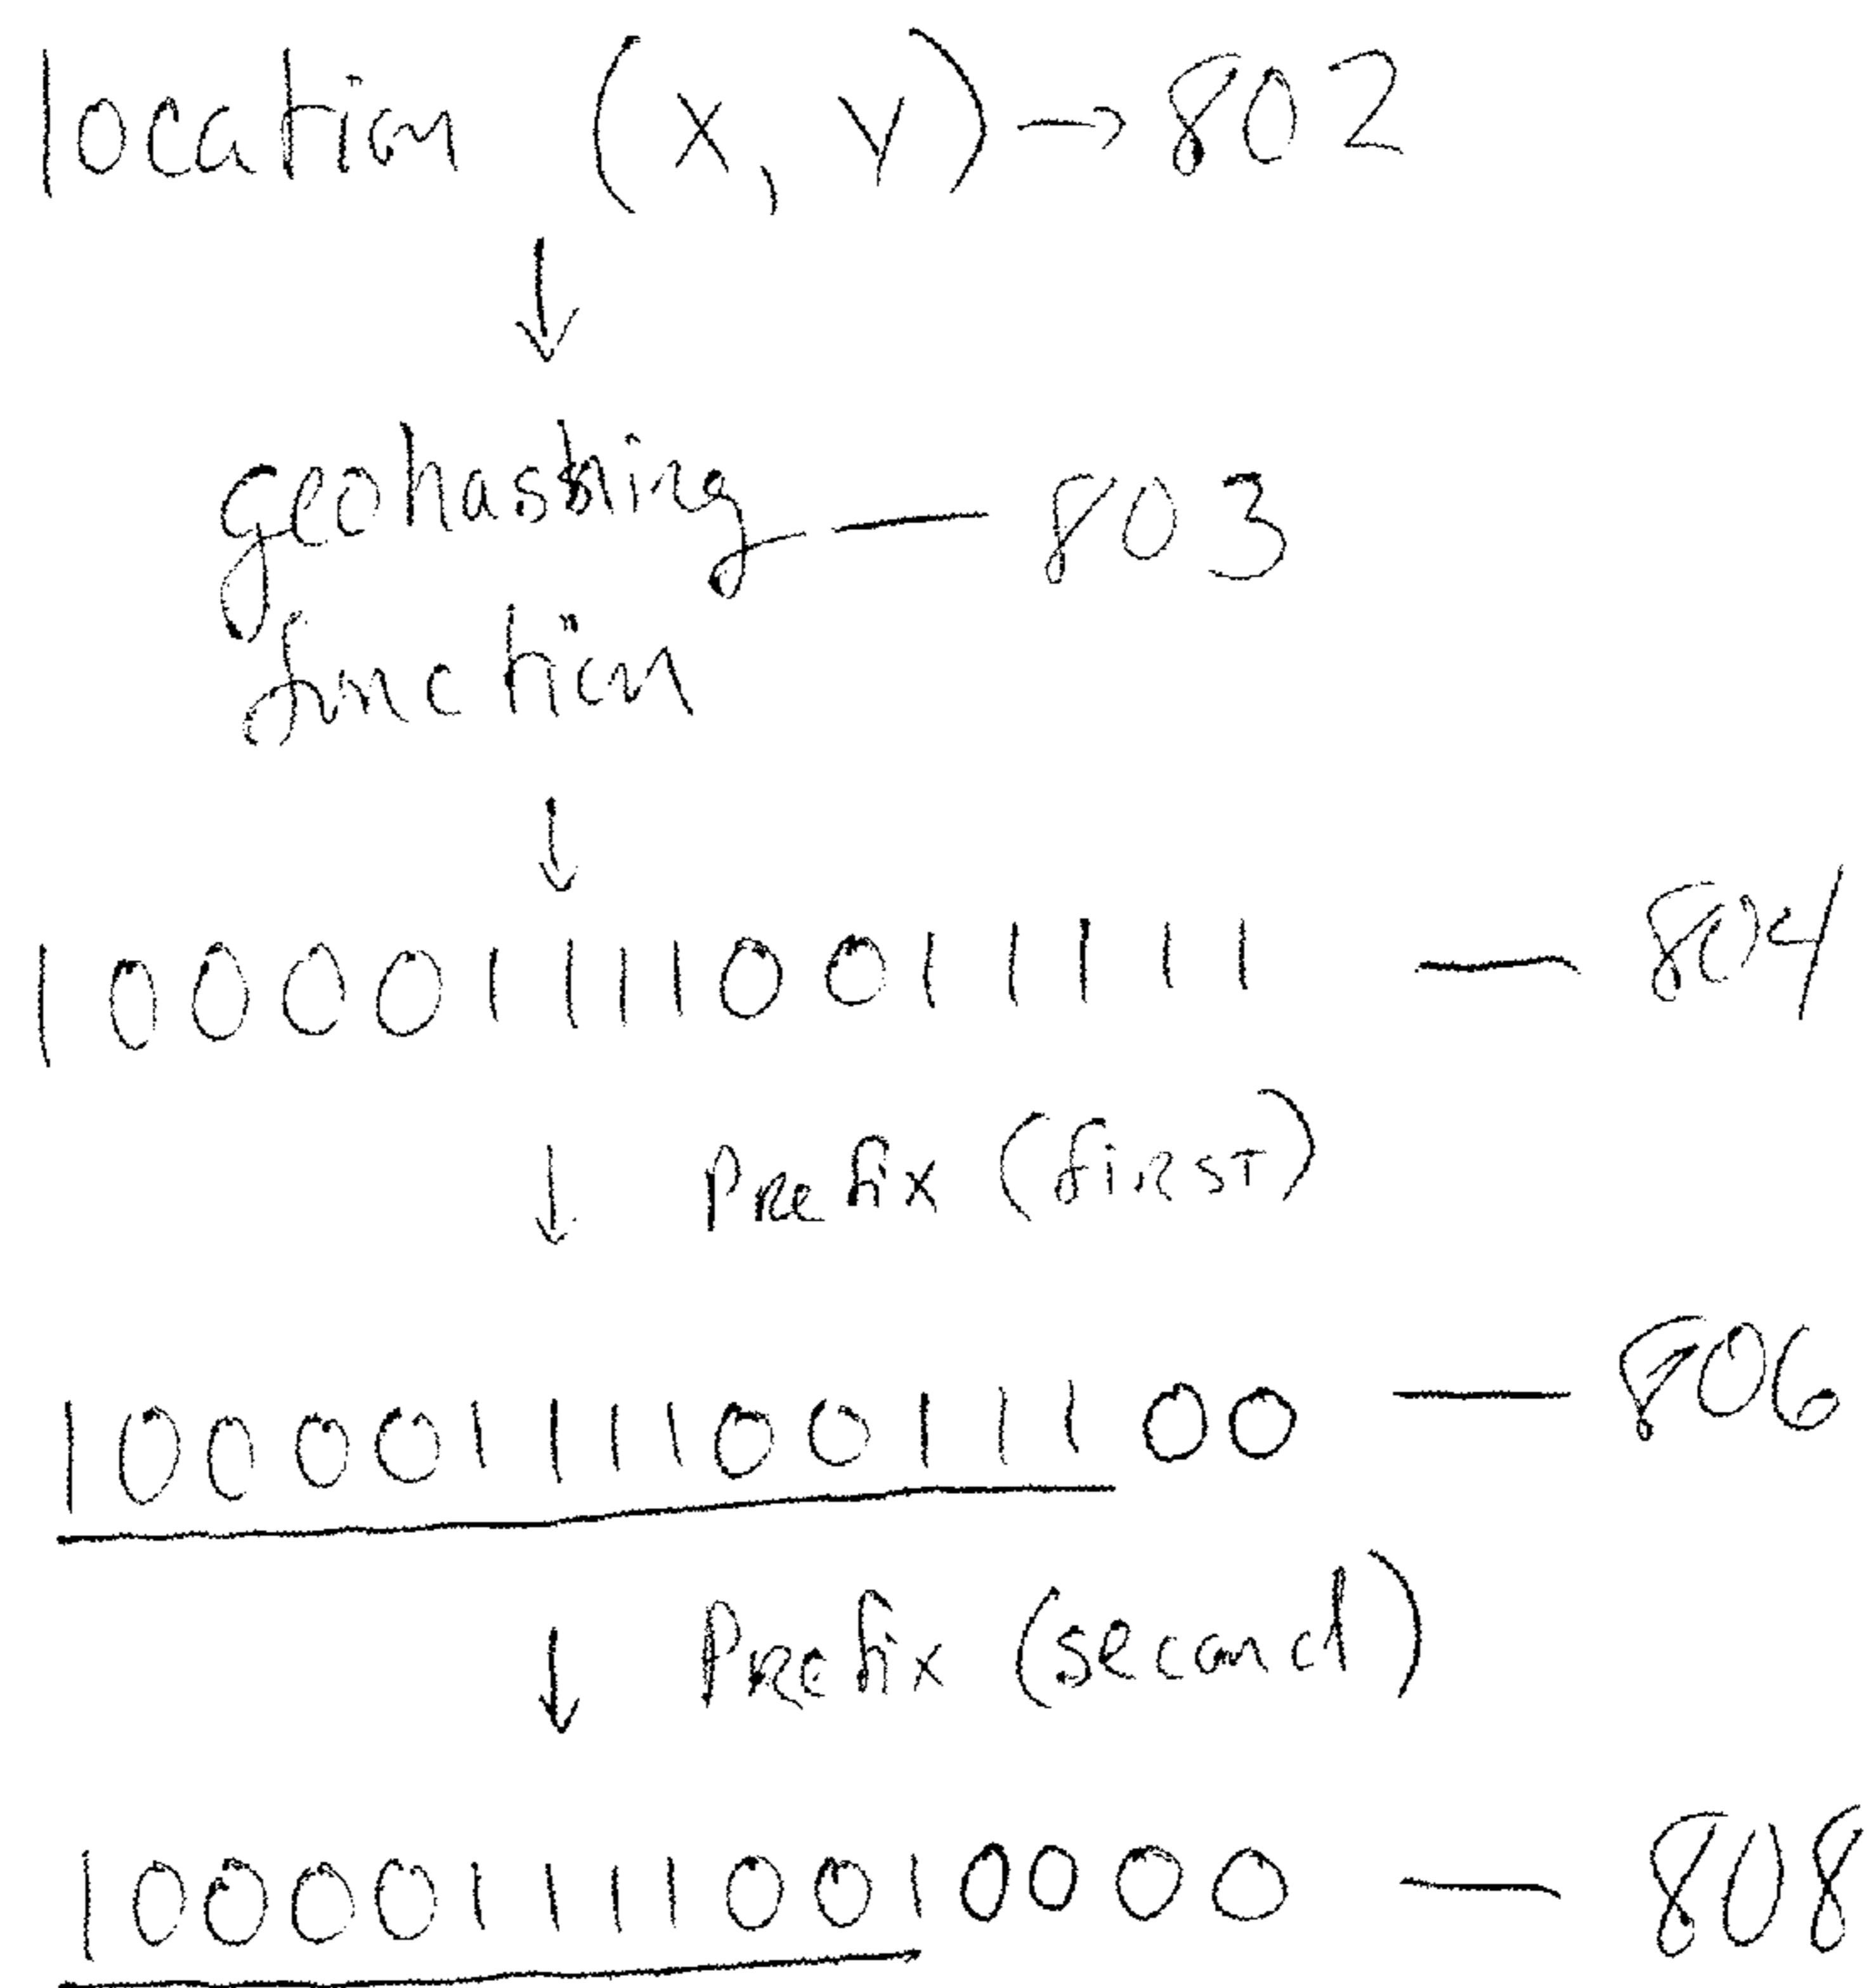 location (x, y) → 802
↓
geohashing — 803
function
↓
1000011110011111 — 804
↓ Prefix (first)
1000011110011100 — 806
↓ Prefix (second)
1000011110010000 — 808